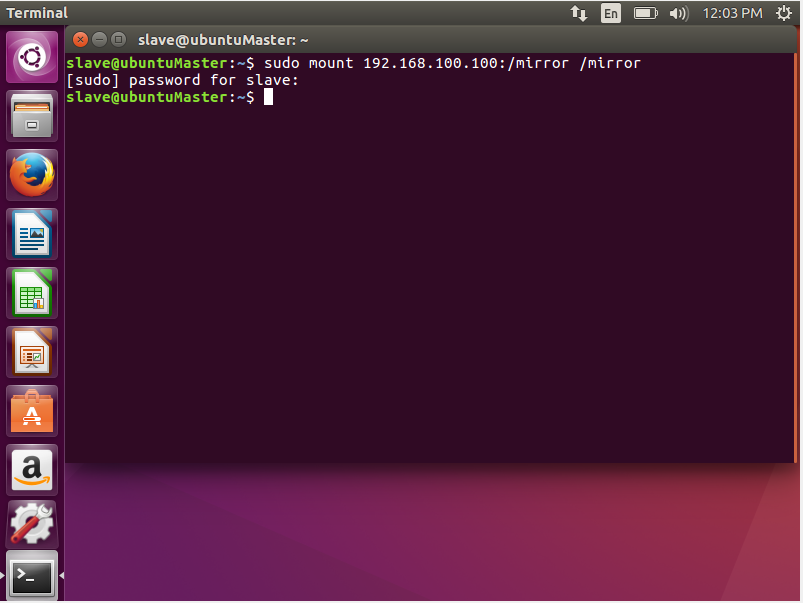 Terminal
En
12:03 PM
slave@ubuntuMaster: ~
slave@ubuntuMaster:~$ sudo mount 192.168.100.100:/mirror /mirror
[sudo] password for slave:
slave@ubuntuMaster:~$
A
a
>_